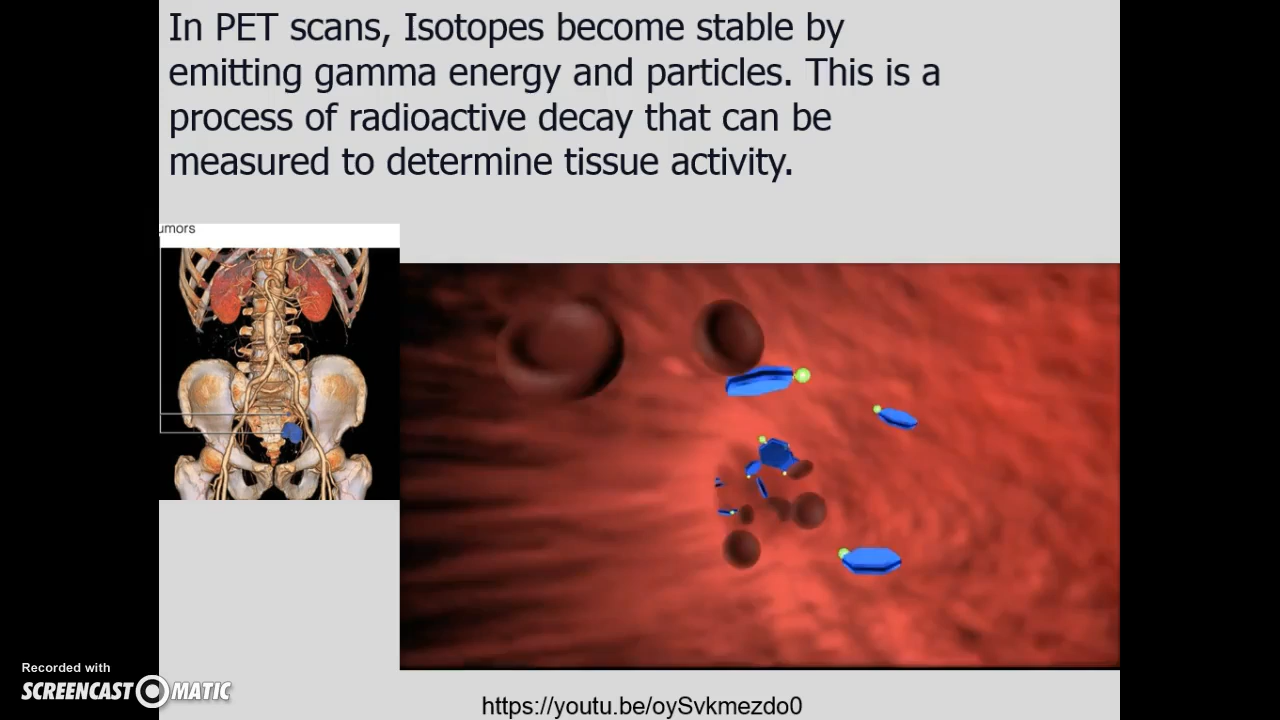 In PET scans, Isotopes become stable by
emitting gamma energy and particles. This is a
process of radioactive decay that can be
measured to determine tissue activity.
umors
https://youtu.be/oySvkmezdo0
Recorded with
SCREENCAST MATIC